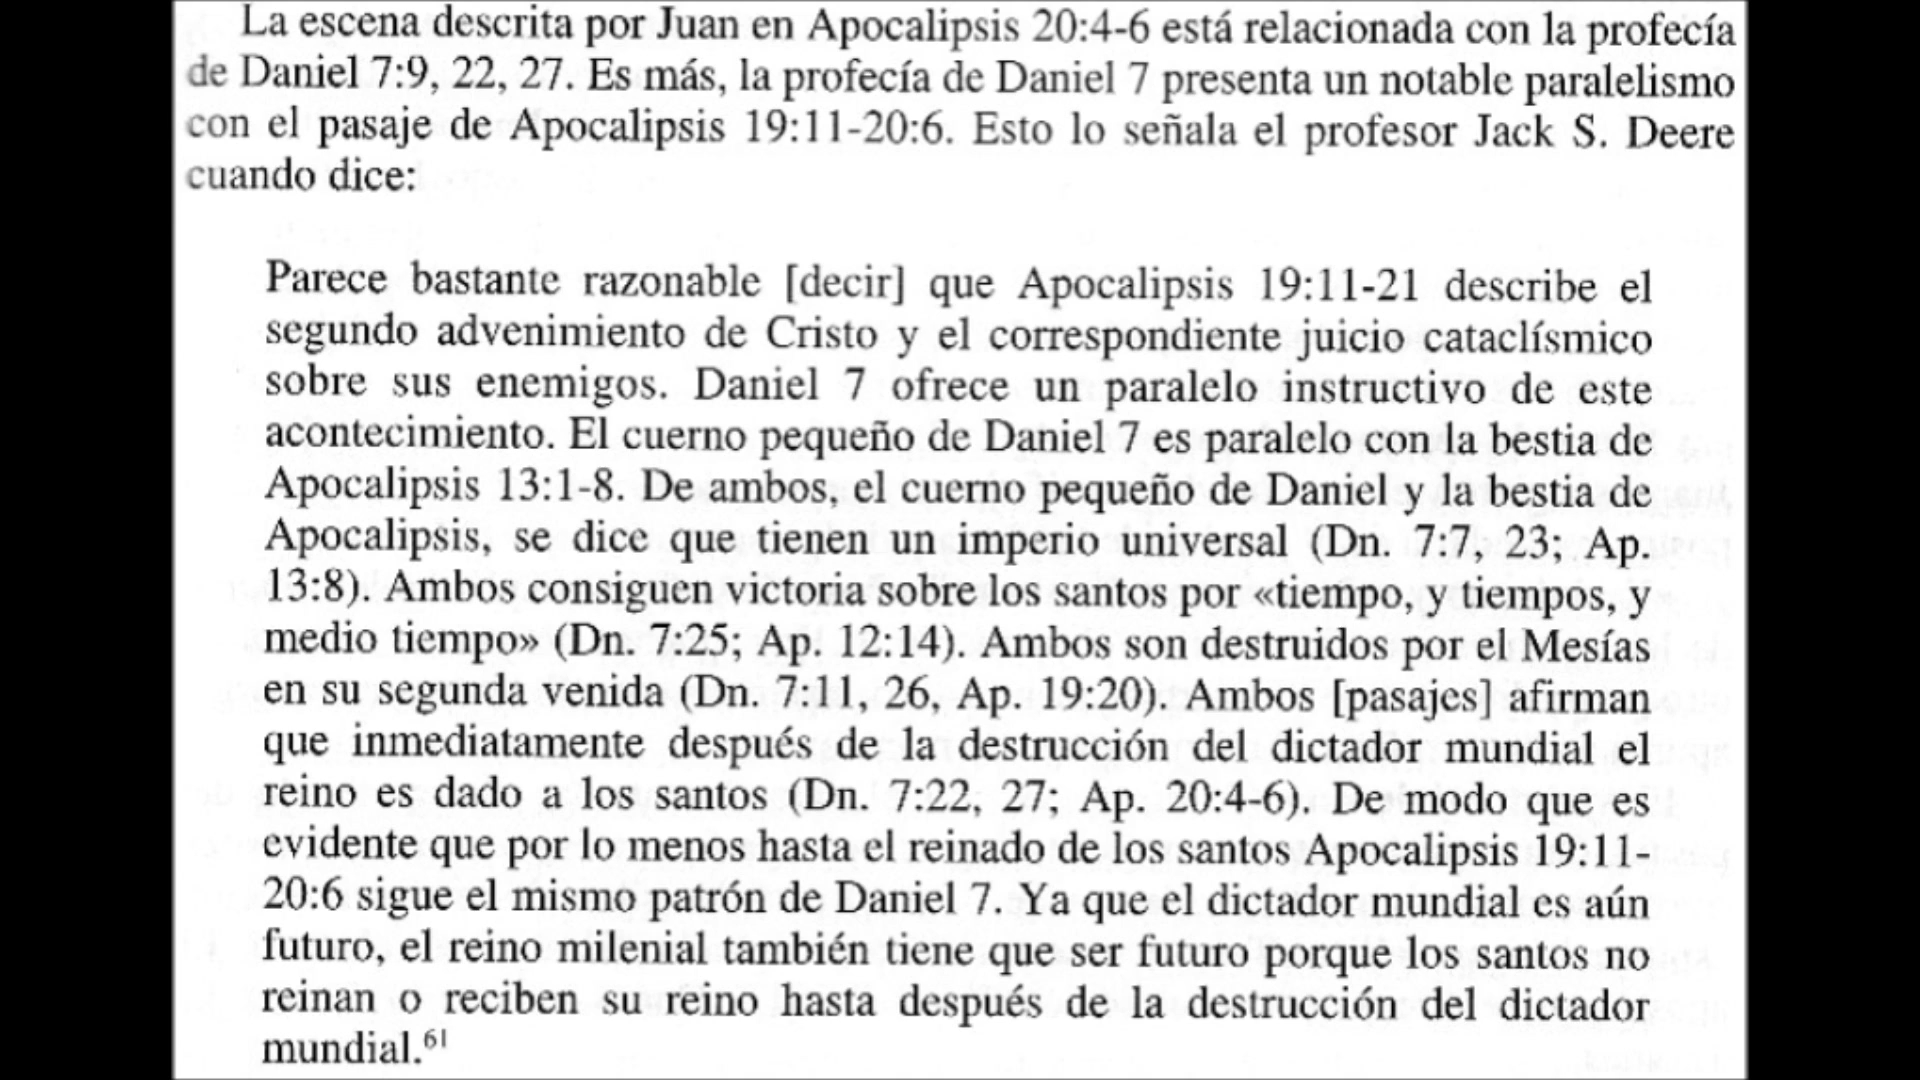 La escena descrita por Juan en Apocalipsis 20:4-6 está relacionada con la profecía
de Daniel 7:9, 22, 27. Es más, la profecía de Daniel 7 presenta un notable paralelismo
con el pasaje de Apocalipsis 19:11-20:6. Esto lo señala el profesor Jack S. Deere
cuando dice:
Parece bastante razonable [decir] que Apocalipsis 19:11-21 describe el
segundo advenimiento de Cristo y el correspondiente juicio cataclísmico
sobre sus enemigos. Daniel 7 ofrece un paralelo instructivo de este
acontecimiento. El cuerno pequeño de Daniel 7 es paralelo con la bestia de
Apocalipsis 13:1-8. De ambos, el cuerno pequeño de Daniel y la bestia de
Apocalipsis, se dice que tienen un imperio universal (Dn. 7:7, 23; Ap.
13:8). Ambos consiguen victoria sobre los santos por «tiempo, y tiempos, y
medio tiempo» (Dn. 7:25; Ap. 12:14). Ambos son destruidos por el Mesías
en su segunda venida (Dn. 7:11, 26, Ap. 19:20). Ambos [pasajes] afirman
que inmediatamente después de la destrucción del dictador mundial el
reino es dado a los santos (Dn. 7:22, 27; Ap. 20:4-6). De modo que es
evidente que por lo menos hasta el reinado de los santos Apocalipsis 19:11-
20:6 sigue el mismo patrón de Daniel 7. Ya que el dictador mundial es aún
futuro, el reino milenial también tiene que ser futuro porque los santos no
reinan o reciben su reino hasta después de la destrucción del dictador
mundial.61